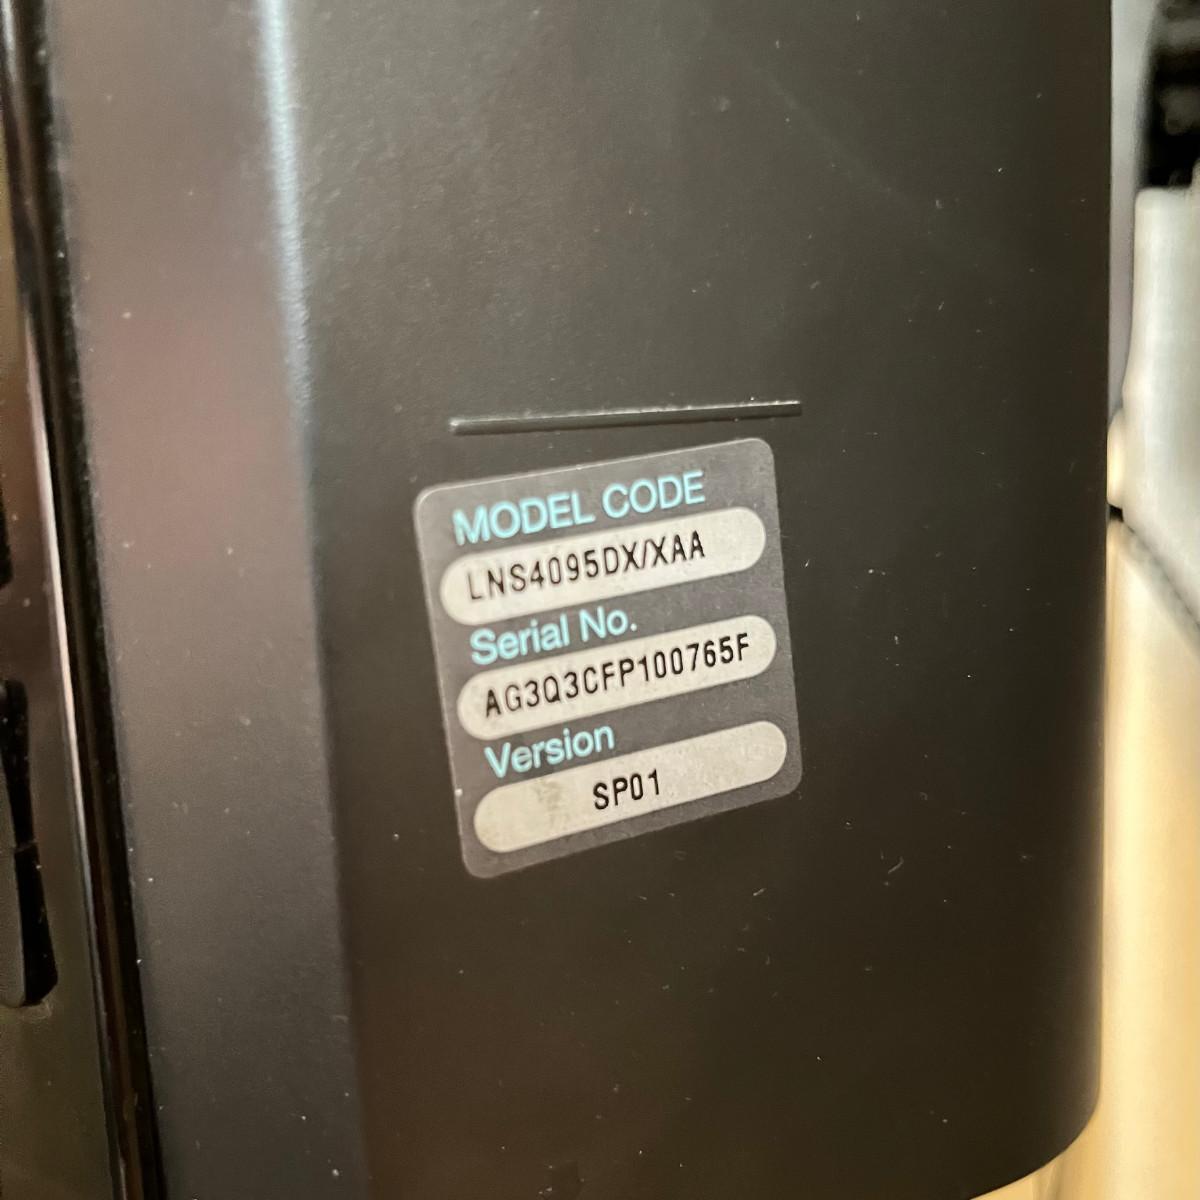 MODEL CODE
LNS4095DX/XAA
Serial No.
AG3Q3CFP100765F
Version
SP01